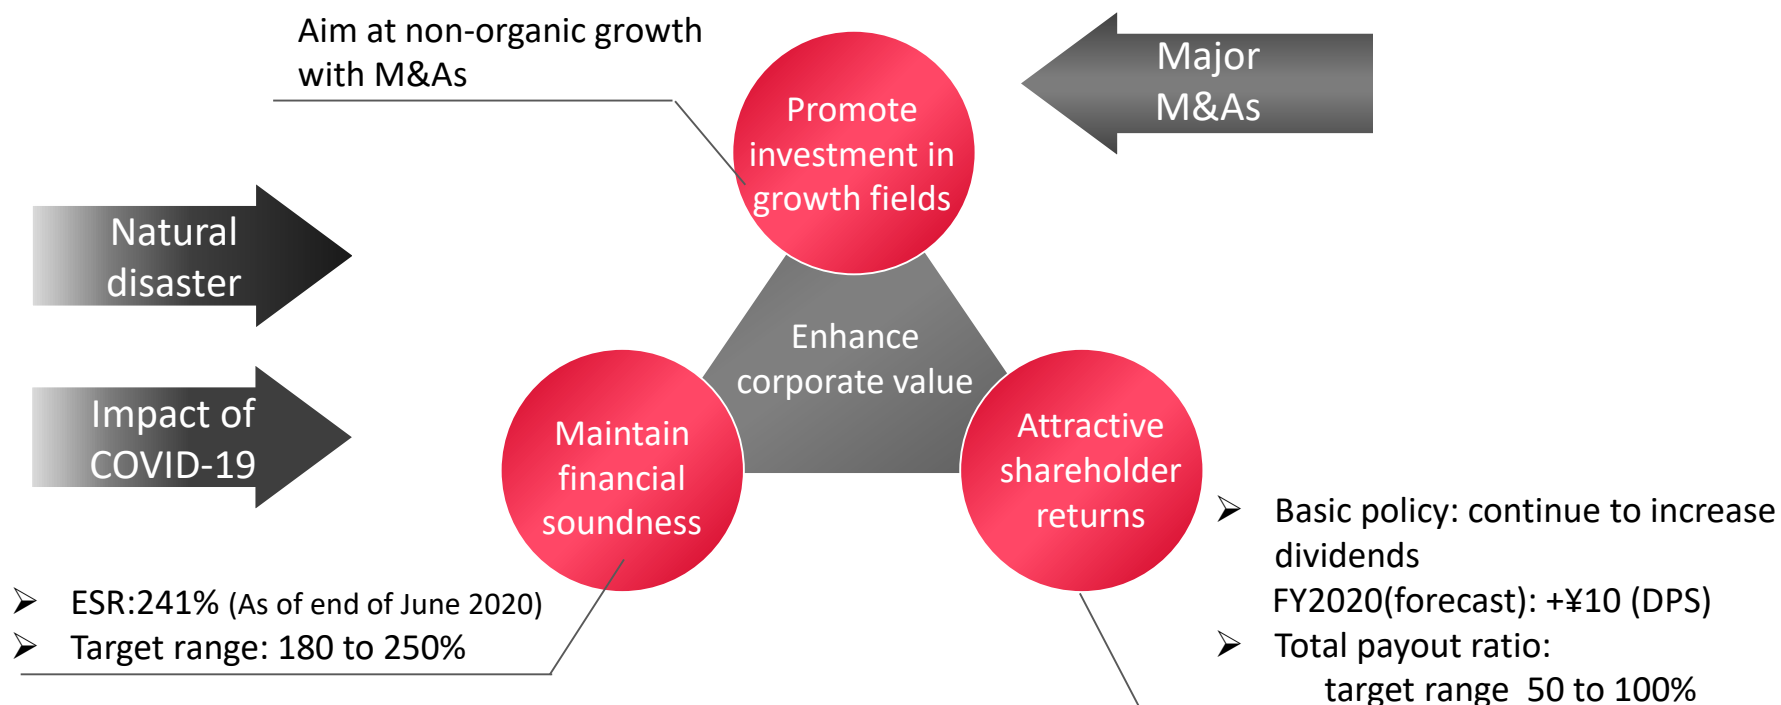 Aim at non-organic growth
with M&As
Major
M&As
Promote
investment in
growth fields
Natural
disaster
Enhance
corporate value
Impact of
COVID-19
Maintain
financial
soundness
Attractive
shareholder
returns
➢ ESR:241% (As of end of June 2020)
➢ Target range: 180 to 250%
➢ Basic policy: continue to increase
dividends
FY2020(forecast): +¥10 (DPS)
➢ Total payout ratio:
target range 50 to 100%